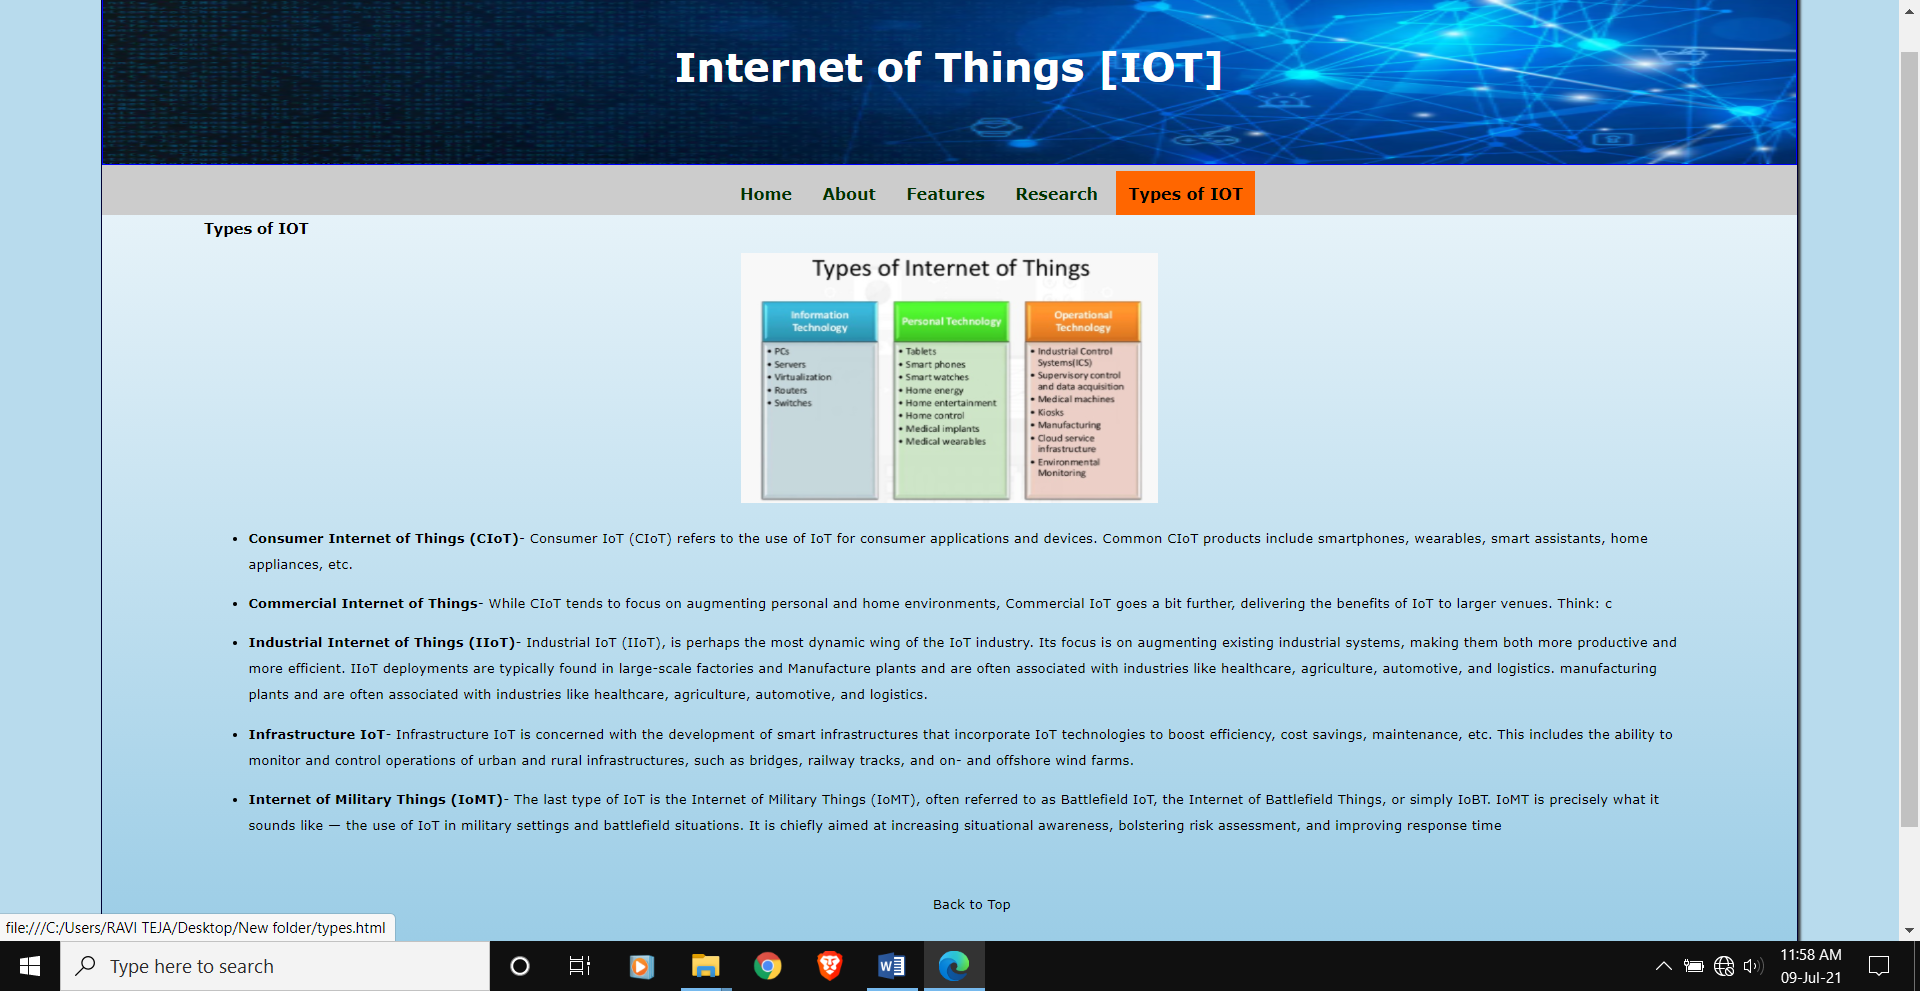 Internet of Things [IOT]
Home About Features Research Types of IOT
Types of IOT
Types of Internet of Things
Information
Technology
• PCs
• Servers
• Virtualization
• Routers
• Switches
Personal Technology
• Tablets
• Smart phones
• Smart watches
• Home energy
• Home entertainment
• Home control
• Medical implants
• Medical wearables
Operational
Technology
• Industrial Control
Systems(ICS)
• Supervisory control
and data acquisition
• Medical machines
• Kiosks
• Manufacturing
• Cloud service
infrastructure
• Environmental
Monitoring
• Consumer Internet of Things (CIoT)- Consumer IoT (CIoT) refers to the use of IoT for consumer applications and devices. Common CIoT products include smartphones, wearables, smart assistants, home
appliances, etc.
• Commercial Internet of Things- While CIoT tends to focus on augmenting personal and home environments, Commercial IoT goes a bit further, delivering the benefits of IoT to larger venues. Think: c
• Industrial Internet of Things (IIoT)- Industrial IoT (IIoT), is perhaps the most dynamic wing of the IoT industry. Its focus is on augmenting existing industrial systems, making them both more productive and
more efficient. IIoT deployments are typically found in large-scale factories and Manufacture plants and are often associated with industries like healthcare, agriculture, automotive, and logistics. manufacturing
plants and are often associated with industries like healthcare, agriculture, automotive, and logistics.
• Infrastructure IoT- Infrastructure IoT is concerned with the development of smart infrastructures that incorporate IoT technologies to boost efficiency, cost savings, maintenance, etc. This includes the ability to
monitor and control operations of urban and rural infrastructures, such as bridges, railway tracks, and on- and offshore wind farms.
• Internet of Military Things (IoMT)- The last type of IoT is the Internet of Military Things (IoMT), often referred to as Battlefield IoT, the Internet of Battlefield Things, or simply IoBT. IoMT is precisely what it
sounds like — the use of IoT in military settings and battlefield situations. It is chiefly aimed at increasing situational awareness, bolstering risk assessment, and improving response time
Back to Top
file:///C:/Users/RAVI TEJA/Desktop/New folder/types.html
Type here to search
11:58 AM
09-Jul-21